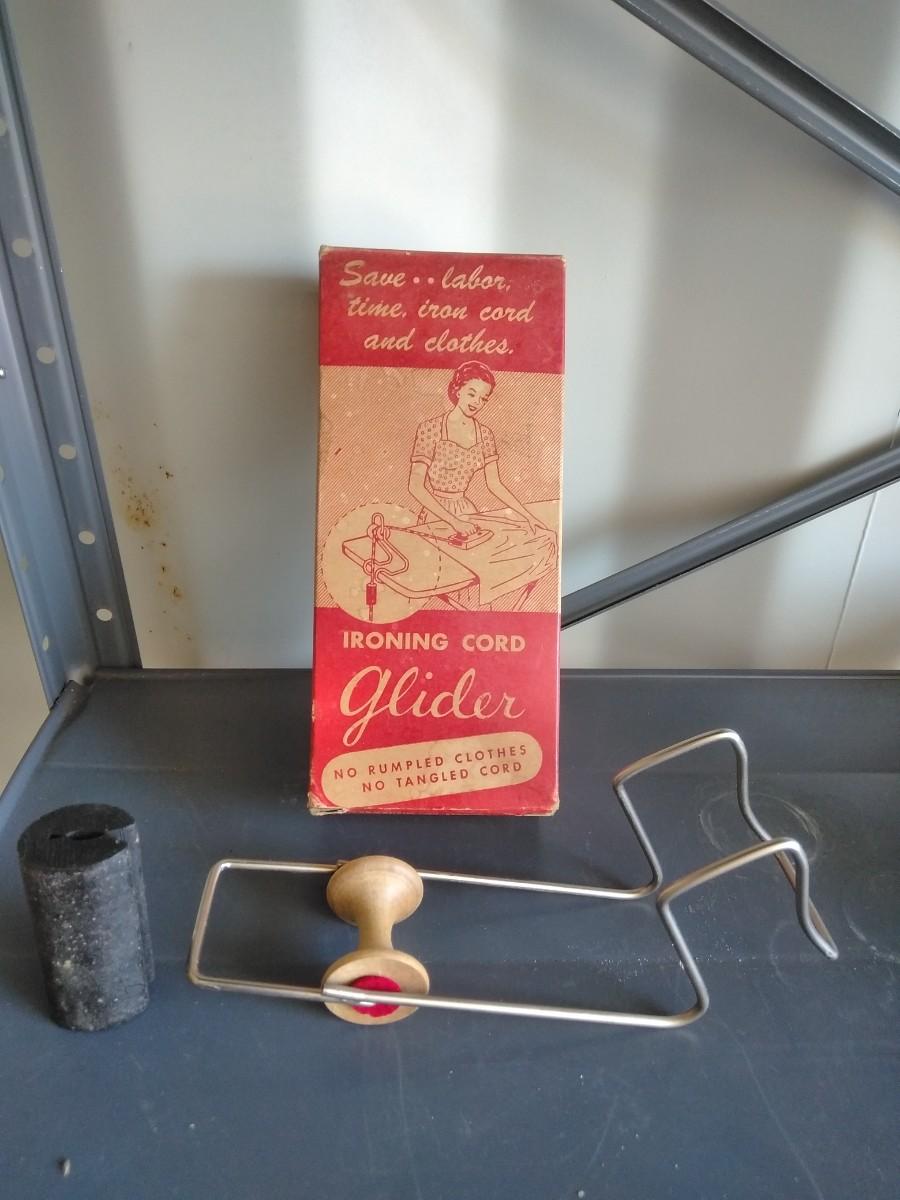 Save • • labor,
time, iron cord
and clothes.
IRONING CORD
Glider
NO RUMPLED CLOTHES
NO TANGLED CORD